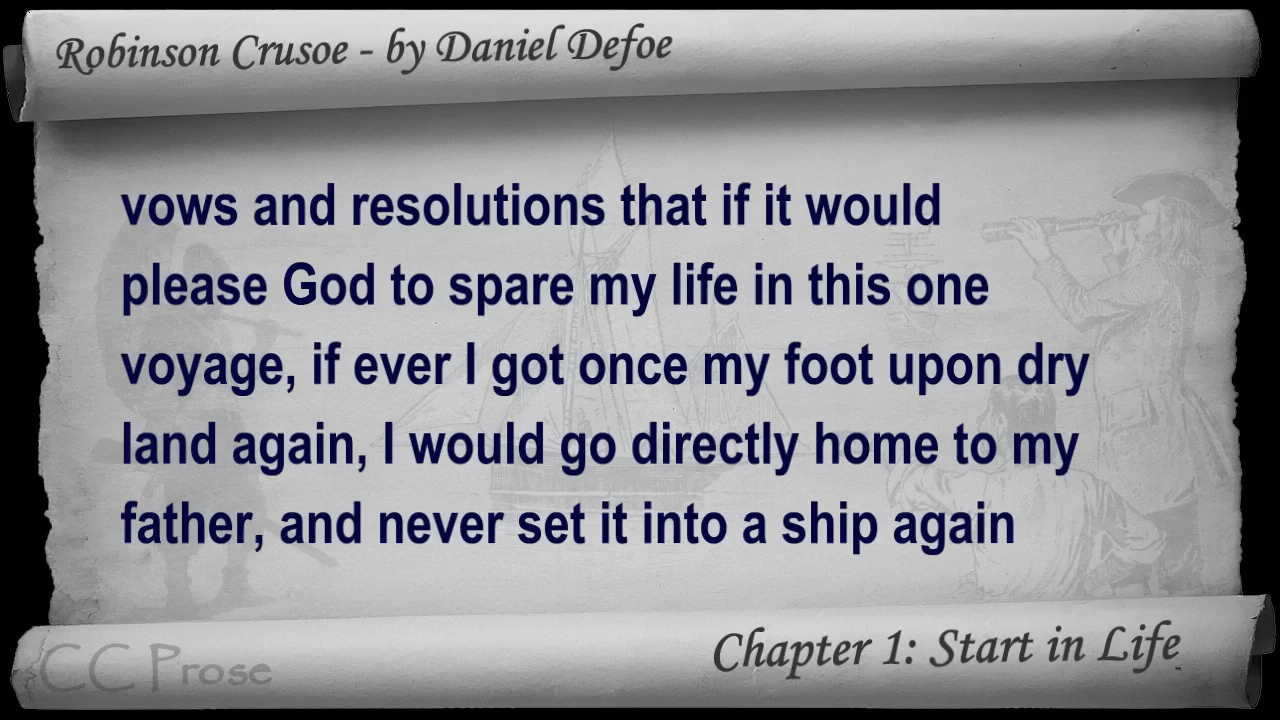 Robinson Crusoe - by Daniel Defoe
vows and resolutions that if it would
please God to spare my life in this one
voyage, if ever I got once my foot upon dry
land again, I would go directly home to my
father, and never set it into a ship again
Chapter 1: Start in Life
CC Prose